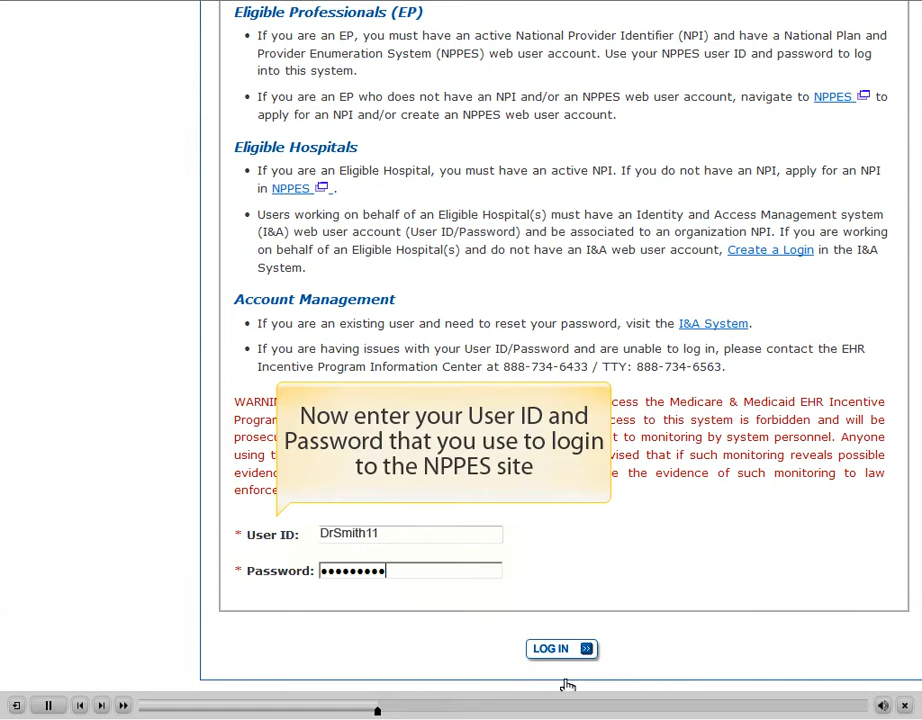 Eligible Professionals (EP)
• If you are an EP, you must have an active National Provider Identifier (NPI) and have a National Plan and
Provider Enumeration System (NPPES) web user account. Use your NPPES user ID and password to log
into this system.
• If you are an EP who does not have an NPI and/or an NPPES web user account, navigate to NPPES to
apply for an NPI and/or create an NPPES web user account.
Eligible Hospitals
• If you are an Eligible Hospital, you must have an active NPI. If you do not have an NPI, apply for an NPI
in NPPES .
• Users working on behalf of an Eligible Hospital(s) must have an Identity and Access Management system
(I&A) web user account (User ID/Password) and be associated to an organization NPI. If you are working
on behalf of an Eligible Hospital(s) and do not have an I&A web user account, Create a Login in the I&A
System.
Account Management
• If you are an existing user and need to reset your password, visit the I&A System.
• If you are having issues with your User ID/Password and are unable to log in, please contact the EHR
Incentive Program Information Center at 888-734-6433 / TTY: 888-734-6563.
cess the Medicare & Medicaid EHR Incentive
Progra cess to this system is forbidden and will be
prosec t to monitoring by system personnel. Anyone
using t vised that if such monitoring reveals possible
eviden e the evidence of such monitoring to law
enforce
Now enter your User ID and
Password that you use to login
to the NPPES site
* User ID: DrSmith11
* Password: •••••••••
LOG IN